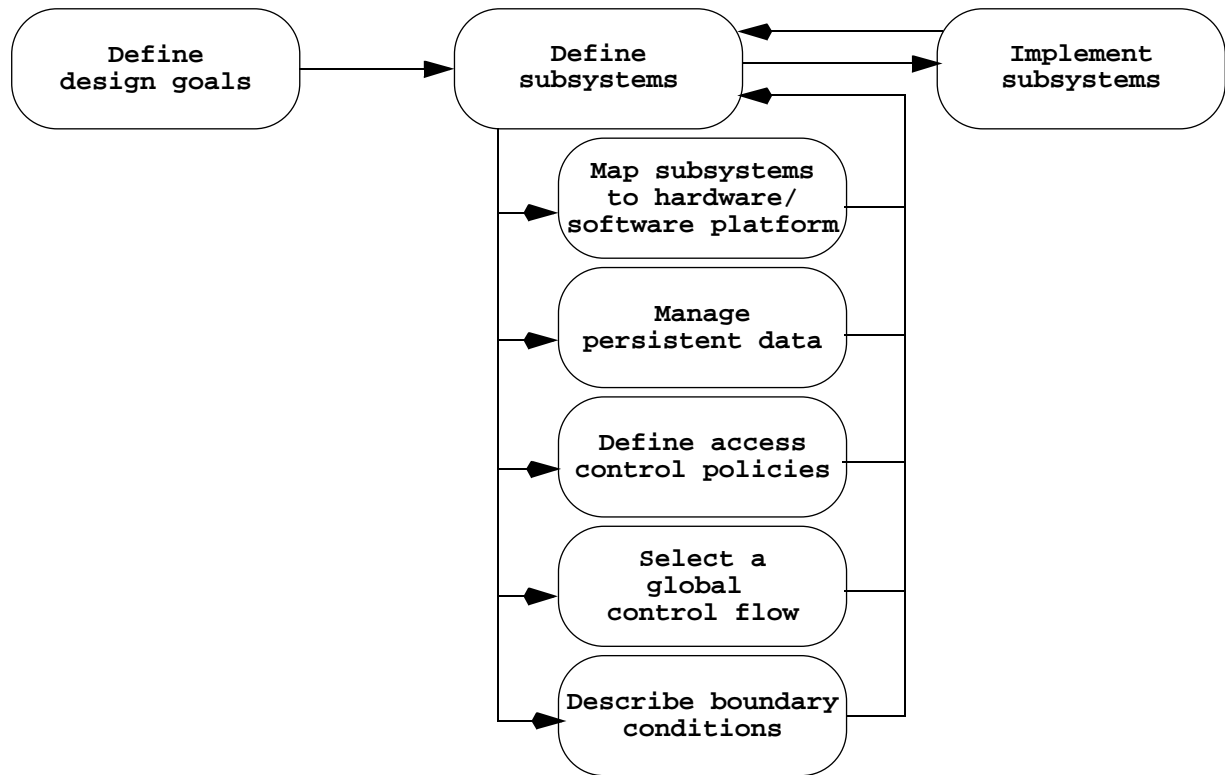 Define
design goals
Define
subsystems
Implement
subsystems
Map subsystems
to hardware/
software platform
Manage
persistent data
Define access
control policies
Select a
global
control flow
Describe boundary
conditions